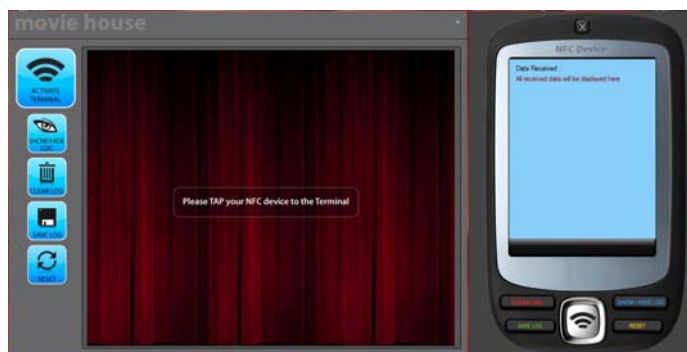 movie house
ACTIVATE
TERMINAL
SHOW/HIDE
LOG
CLEAR LOG
SAVE LOG
RESET
Please TAP your NFC device to the Terminal
X
NFC Device
Data Received :
All received data will be displayed here
CLEAR LOG
SHOW / HIDE LOG
SAVE LOG
RESET